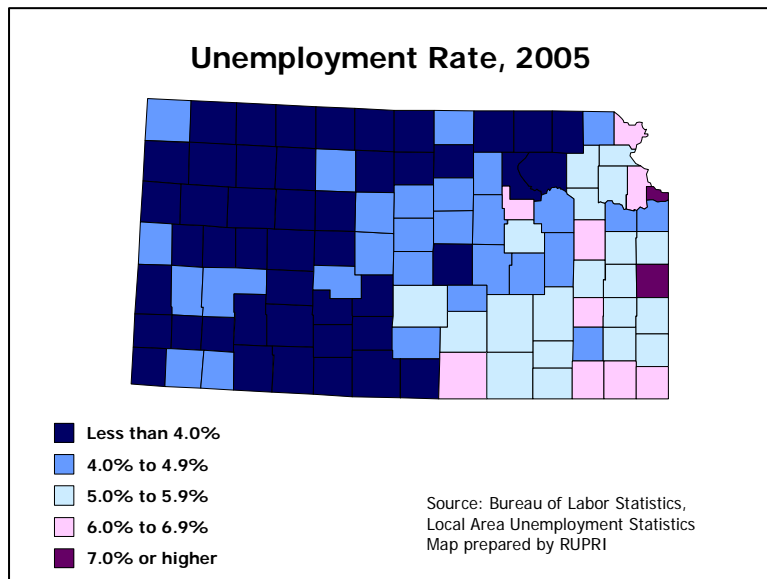 Unemployment Rate, 2005
Less than 4.0%
4.0% to 4.9%
5.0% to 5.9%
6.0% to 6.9%
7.0% or higher
Source: Bureau of Labor Statistics,
Local Area Unemployment Statistics
Map prepared by RUPRI